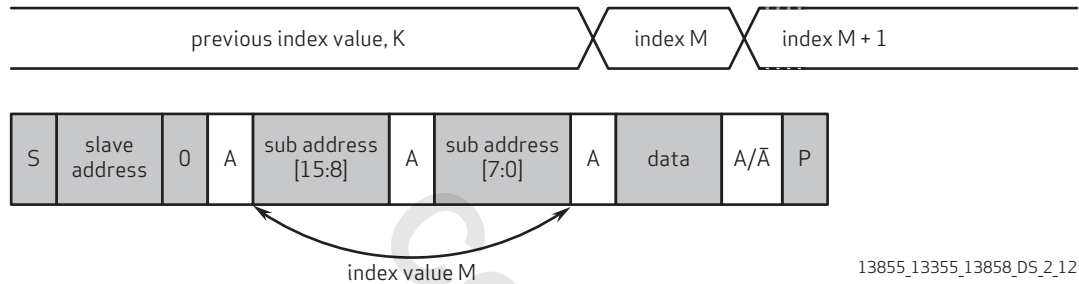 previous index value, K
index M
index M + 1
S
slave
address
0
A
sub address
[15:8]
A
sub address
[7:0]
A
data
A/Ā
P
index value M
13855_13355_13858_DS_2_12